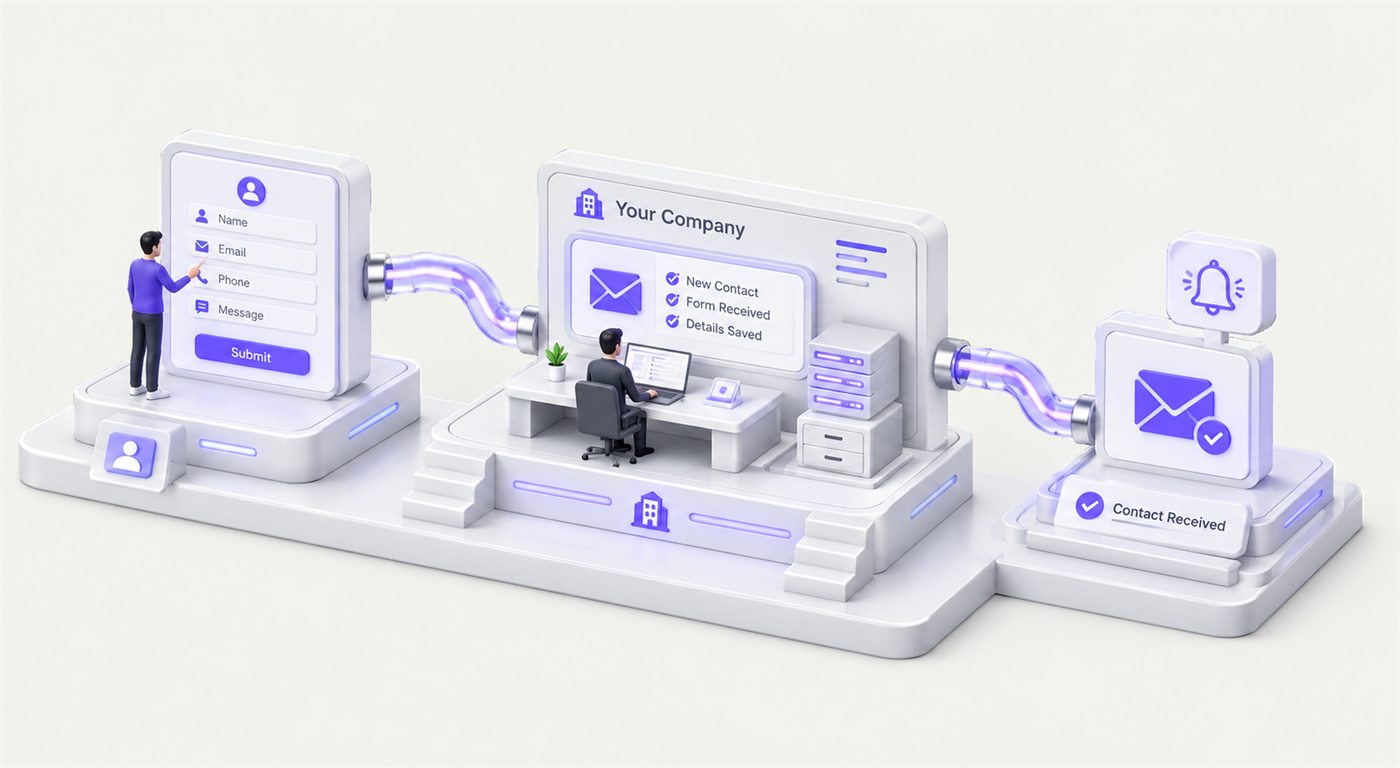 Name
Email
Phone
Message
Submit
Your Company
New Contact
Form Received
Details Saved
Contact Received